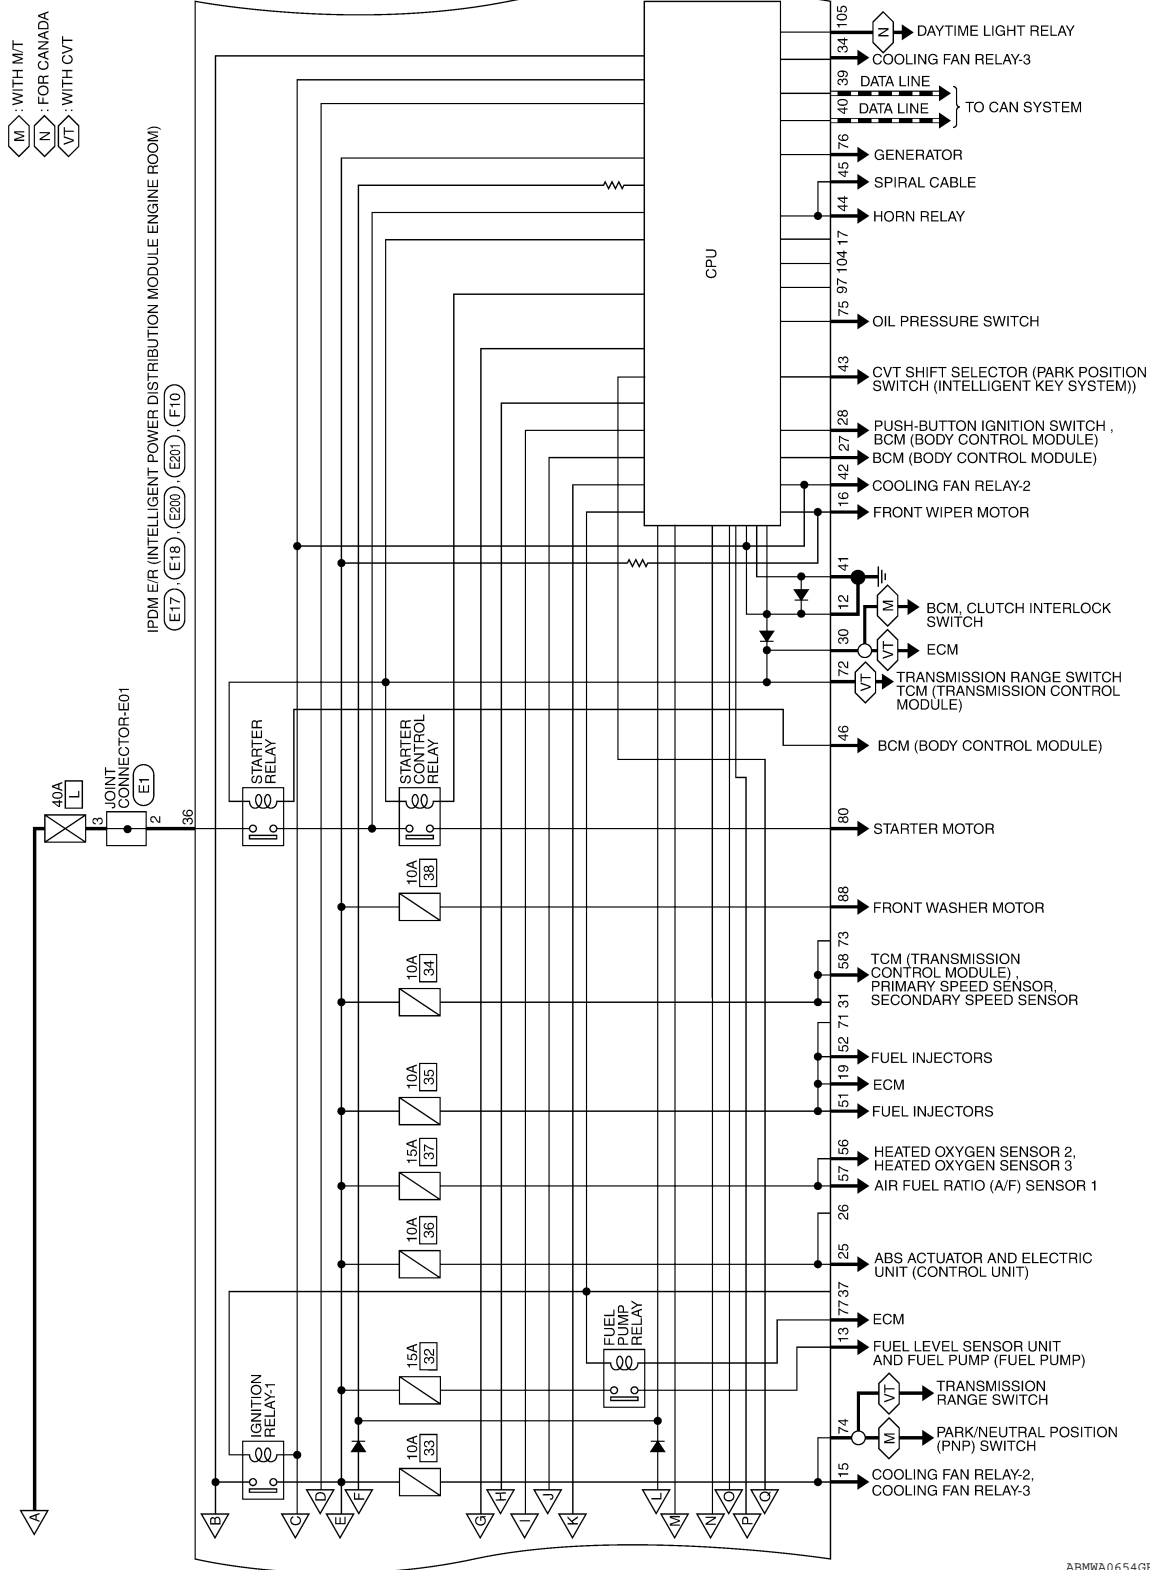 M : WITH M/T
N : FOR CANADA
VT : WITH CVT
IPDM E/R (INTELLIGENT POWER DISTRIBUTION MODULE ENGINE ROOM)
E17 , E18 , E200 , E201 , F10
CPU
105
N
DAYTIME LIGHT RELAY
34
COOLING FAN RELAY-3
39
DATA LINE
40
DATA LINE
TO CAN SYSTEM
76
GENERATOR
45
SPIRAL CABLE
44
HORN RELAY
17
104
97
75
OIL PRESSURE SWITCH
43
CVT SHIFT SELECTOR (PARK POSITION
SWITCH (INTELLIGENT KEY SYSTEM))
28
PUSH-BUTTON IGNITION SWITCH ,
BCM (BODY CONTROL MODULE)
27
BCM (BODY CONTROL MODULE)
42
COOLING FAN RELAY-2
16
FRONT WIPER MOTOR
41
12
M
BCM, CLUTCH INTERLOCK
SWITCH
30
VT
ECM
72
VT
TRANSMISSION RANGE SWITCH
TCM (TRANSMISSION CONTROL
MODULE)
46
BCM (BODY CONTROL MODULE)
40A
L
JOINT
CONNECTOR-E01
E1
3
2
36
STARTER
RELAY
STARTER
CONTROL
RELAY
80
STARTER MOTOR
10A
38
88
FRONT WASHER MOTOR
10A
34
73
58
31
TCM (TRANSMISSION
CONTROL MODULE) ,
PRIMARY SPEED SENSOR,
SECONDARY SPEED SENSOR
71
10A
35
52
FUEL INJECTORS
19
ECM
51
FUEL INJECTORS
15A
37
56
HEATED OXYGEN SENSOR 2,
HEATED OXYGEN SENSOR 3
57
AIR FUEL RATIO (A/F) SENSOR 1
10A
36
26
25
ABS ACTUATOR AND ELECTRIC
UNIT (CONTROL UNIT)
37
77
ECM
FUEL
PUMP
RELAY
15A
32
13
FUEL LEVEL SENSOR UNIT
AND FUEL PUMP (FUEL PUMP)
IGNITION
RELAY-1
10A
33
VT
TRANSMISSION
RANGE SWITCH
74
M
PARK/NEUTRAL POSITION
(PNP) SWITCH
15
COOLING FAN RELAY-2,
COOLING FAN RELAY-3
A
B
C
D
E
F
G
H
I
J
K
L
M
N
O
P
Q